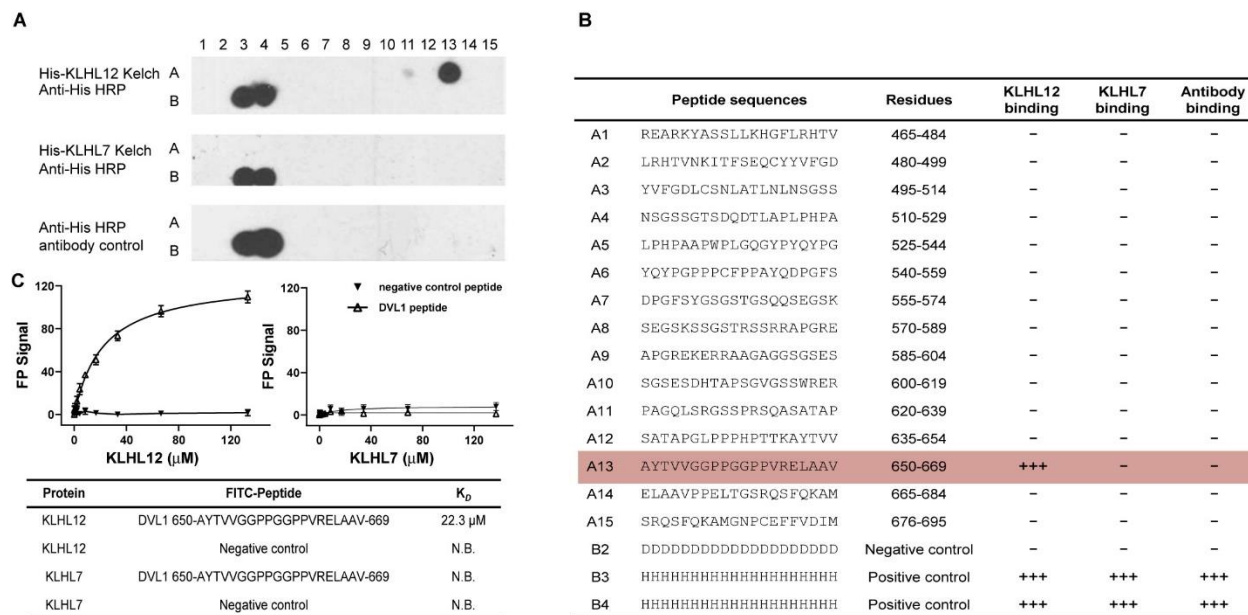 A
1 2 3 4 5 6 7 8 9 10 11 12 13 14 15
His-KLHL12 Kelch
Anti-His HRP
A
B
His-KLHL7 Kelch
Anti-His HRP
A
B
Anti-His HRP
antibody control
A
B
C
FP Signal
120
80
40
0
0 40 80 120
KLHL12 (μM)
FP Signal
120
80
40
0
0 40 80 120
KLHL7 (μM)
negative control peptide
DVL1 peptide
Protein FITC-Peptide K_D
KLHL12 DVL1 650-AYTVVGGPPGGPPVRELAAV-669 22.3 μM
KLHL12 Negative control N.B.
KLHL7 DVL1 650-AYTVVGGPPGGPPVRELAAV-669 N.B.
KLHL7 Negative control N.B.
B
Peptide sequences Residues KLHL12 binding KLHL7 binding Antibody binding
A1 REARKYASSLLKHGFLRHTV 465-484 – – –
A2 LRHTVNKITFSEQCYYVFGD 480-499 – – –
A3 YVFGDLCSNLATLNLNSGSS 495-514 – – –
A4 NSGSSGTSDQDTLAPLPHPA 510-529 – – –
A5 LPHPAAPWPLGQGYPYQYPG 525-544 – – –
A6 YQYPGPPPCFPPAYQDPGFS 540-559 – – –
A7 DPGFSYGSGSTGSQQSEGSK 555-574 – – –
A8 SEGSKSSGSTRSSRRAPGRE 570-589 – – –
A9 APGREKERRAAGAGGSGSES 585-604 – – –
A10 SGSESDHTAPSGVGSSWRER 600-619 – – –
A11 PAGQLSRGSSPRSQASATAP 620-639 – – –
A12 SATAPGLPPPHPTTKAYTVV 635-654 – – –
A13 AYTVVGGPPGGPPVRELAAV 650-669 +++ – –
A14 ELAAVPPELTGSRQSFQKAM 665-684 – – –
A15 SRQSFQKAMGNPCEFFVDIM 676-695 – – –
B2 DDDDDDDDDDDDDDDDDDDD Negative control – – –
B3 HHHHHHHHHHHHHHHHHHHH Positive control +++ +++ +++
B4 HHHHHHHHHHHHHHHHHHHH Positive control +++ +++ +++